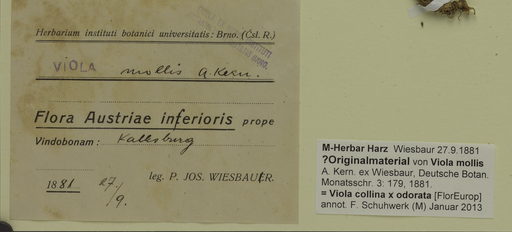 Herbarium instituti botanici universitatis: Brno. (Čsl. R.)
VIOLA mollis A. Kern.
Flora Austriae inferioris prope
Vindobonam: Kallsburg
leg. P. JOS. WIESBAUER.
1881 27/9.
M-Herbar Harz Wiesbaur 27.9.1881
?Originalmaterial von Viola mollis
A. Kern. ex Wiesbaur, Deutsche Botan.
Monatsschr. 3: 179, 1881.
= Viola collina x odorata [FlorEurop]
annot. F. Schuhwerk (M) Januar 2013